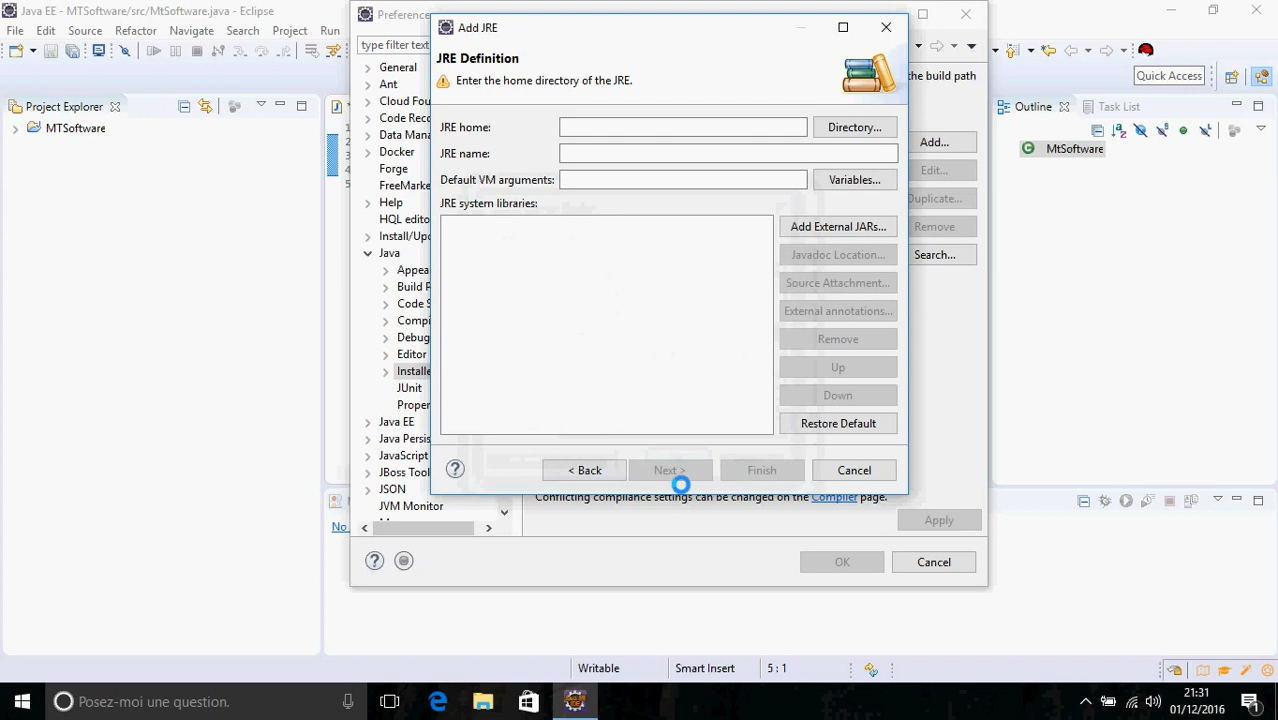 Java EE - MTSoftware/src/MtSoftware.java - Eclipse
File Edit Source Refactor Navigate Search Project Run
Quick Access
Project Explorer
MTSoftware
1
2
3
4
5
Preference
type filter text
General
Ant
Cloud Fou
Code Reco
Data Mana
Docker
Forge
FreeMarke
Help
HQL edito
Install/Upd
Java
Appea
Build P
Code S
Compi
Debug
Editor
Installe
JUnit
Proper
Java EE
Java Persis
JavaScript
JBoss Tool
JSON
JVM Monitor
the build path
Add...
Edit...
Duplicate...
Remove
Search...
Add JRE
JRE Definition
Enter the home directory of the JRE.
JRE home:
Directory...
JRE name:
Default VM arguments:
Variables...
JRE system libraries:
Add External JARs...
Javadoc Location...
Source Attachment...
External annotations...
Remove
Up
Down
Restore Default
< Back
Next >
Finish
Cancel
Conflicting compliance settings can be changed on the Compiler page.
Apply
OK
Cancel
Outline
Task List
MtSoftware
No
Writable
Smart Insert
5 : 1
Posez-moi une question.
21:31
01/12/2016
1